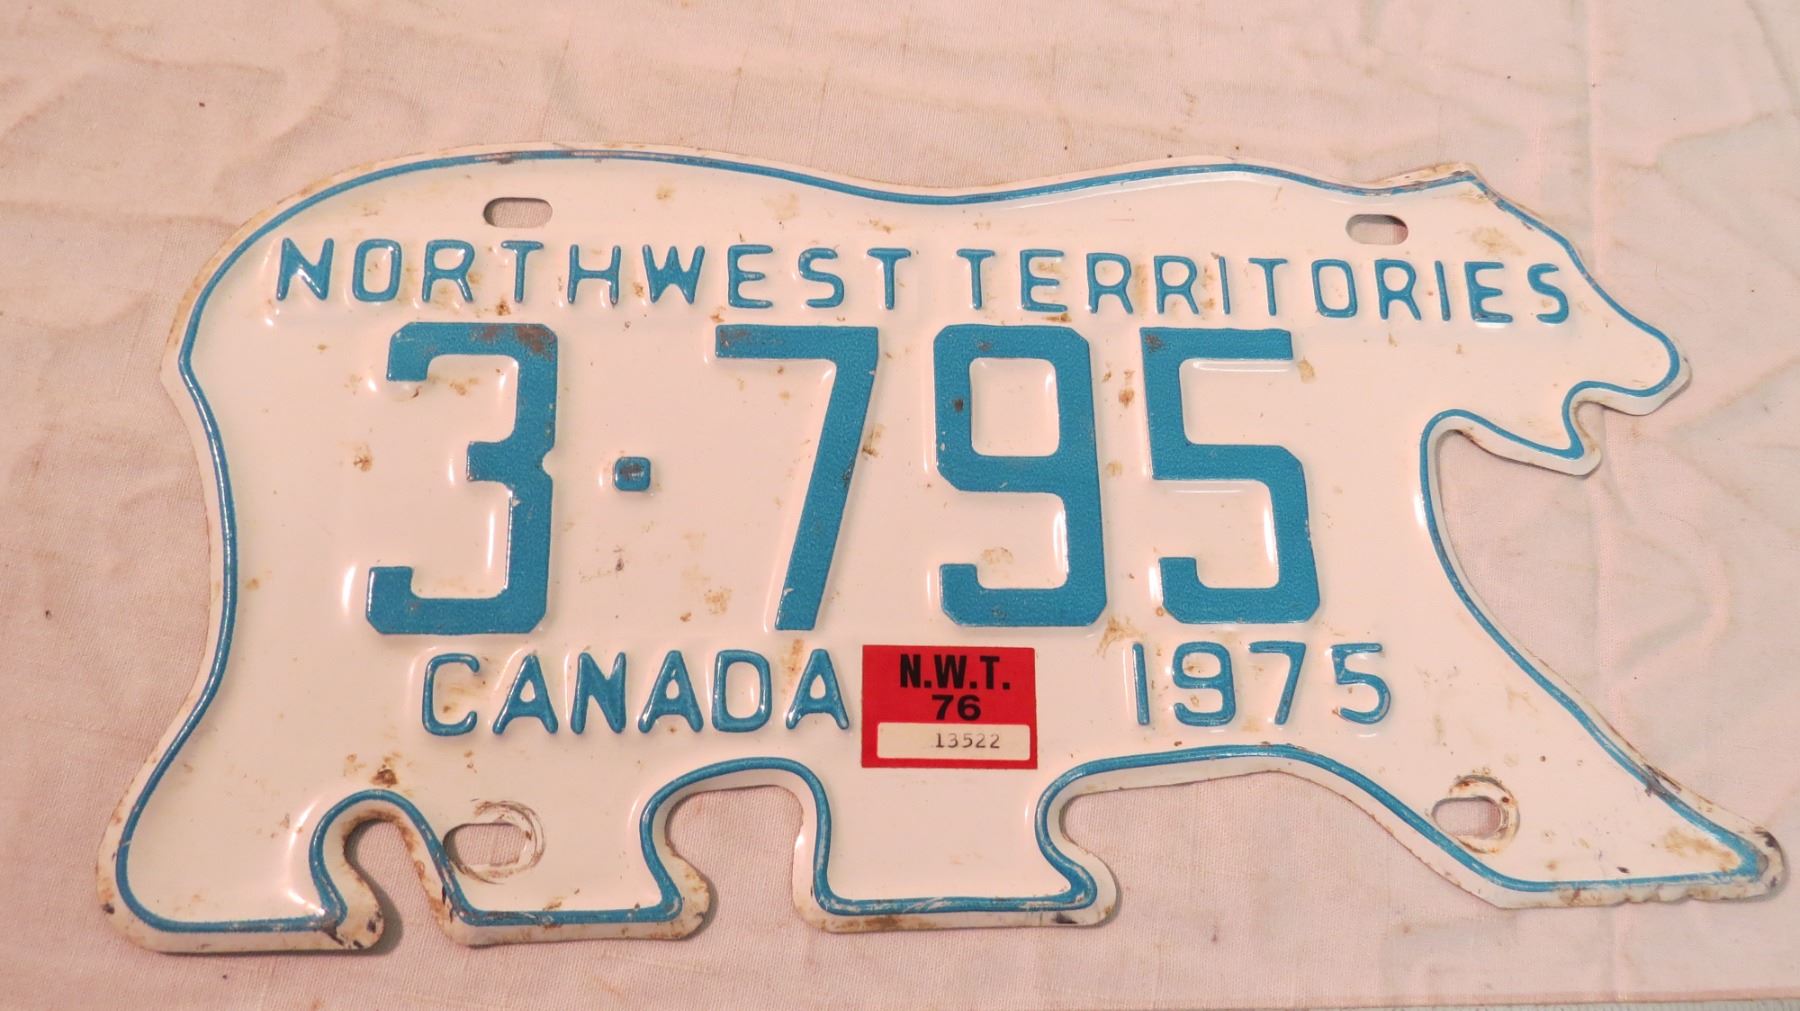 NORTHWEST TERRITORIES
3·795
CANADA 1975
N.W.T.
76
13522